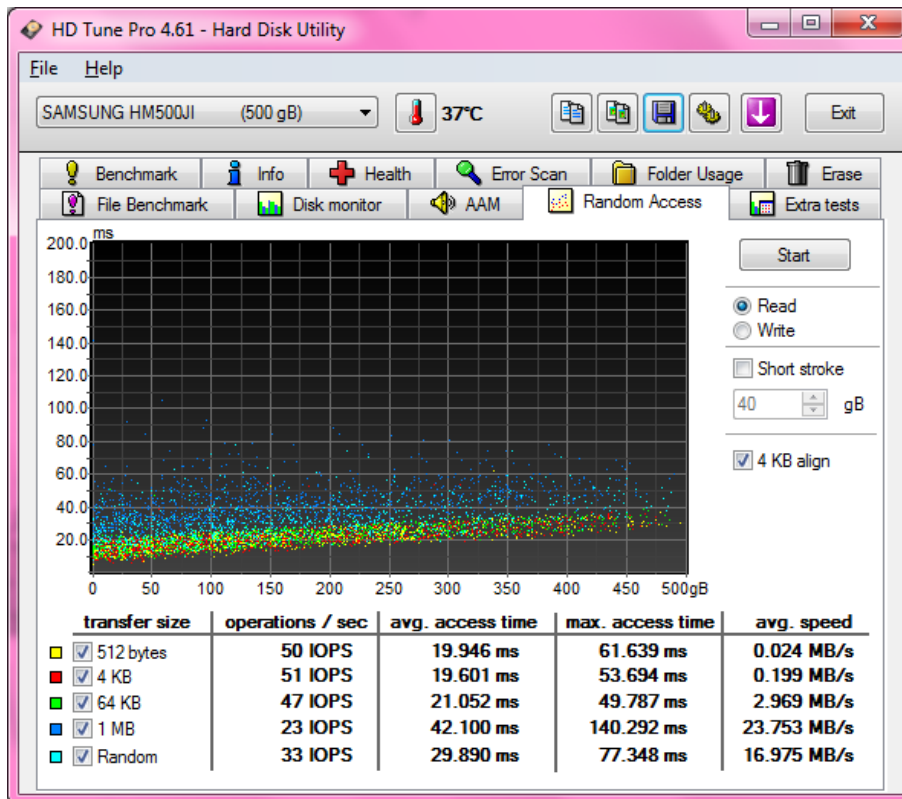 HD Tune Pro 4.61 - Hard Disk Utility
File Help
SAMSUNG HM500JI (500 gB) 37°C Exit
Benchmark Info Health Error Scan Folder Usage Erase
File Benchmark Disk monitor AAM Random Access Extra tests
ms
200.0
180.0
160.0
140.0
120.0
100.0
80.0
60.0
40.0
20.0
0 50 100 150 200 250 300 350 400 450 500gB
Start
Read
Write
Short stroke
40 gB
4 KB align
transfer size operations / sec avg. access time max. access time avg. speed
512 bytes 50 IOPS 19.946 ms 61.639 ms 0.024 MB/s
4 KB 51 IOPS 19.601 ms 53.694 ms 0.199 MB/s
64 KB 47 IOPS 21.052 ms 49.787 ms 2.969 MB/s
1 MB 23 IOPS 42.100 ms 140.292 ms 23.753 MB/s
Random 33 IOPS 29.890 ms 77.348 ms 16.975 MB/s